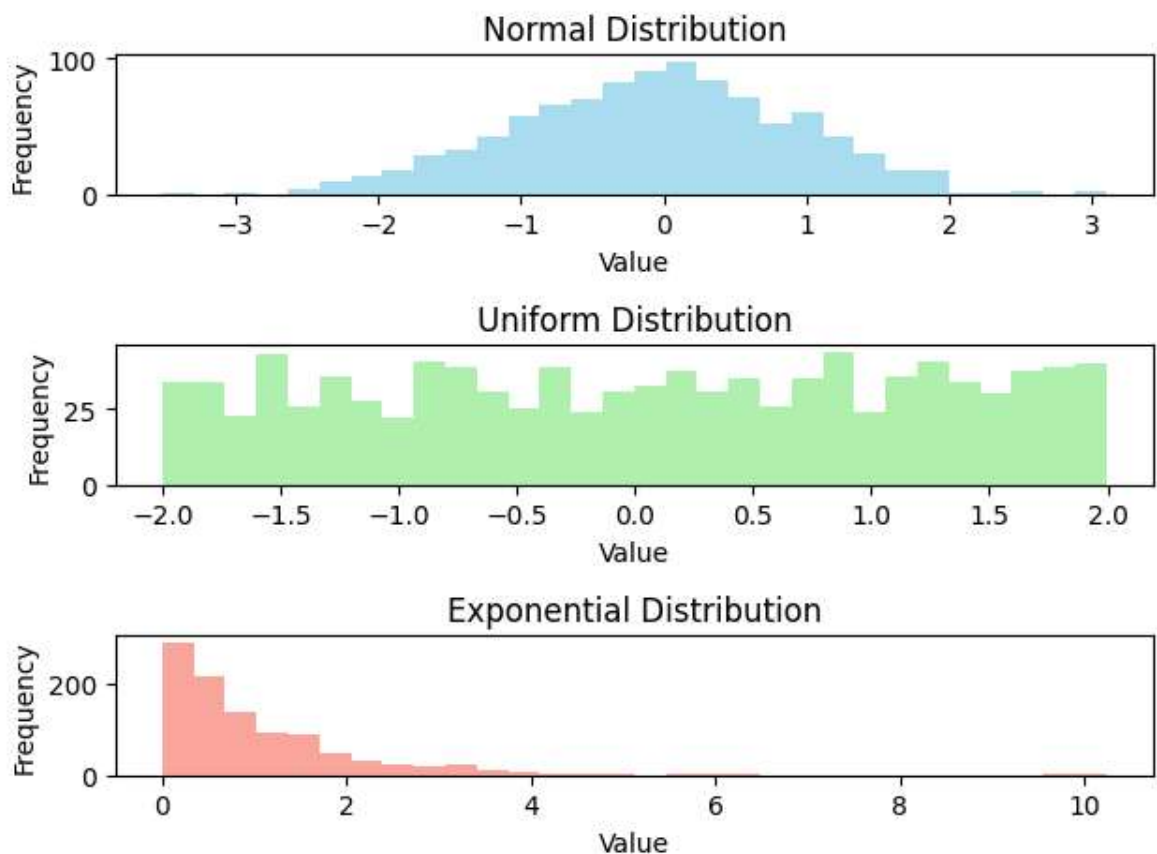 Normal Distribution
Frequency
100
0
−3 −2 −1 0 1 2 3
Value
Uniform Distribution
Frequency
25
0
−2.0 −1.5 −1.0 −0.5 0.0 0.5 1.0 1.5 2.0
Value
Exponential Distribution
Frequency
200
0
0 2 4 6 8 10
Value